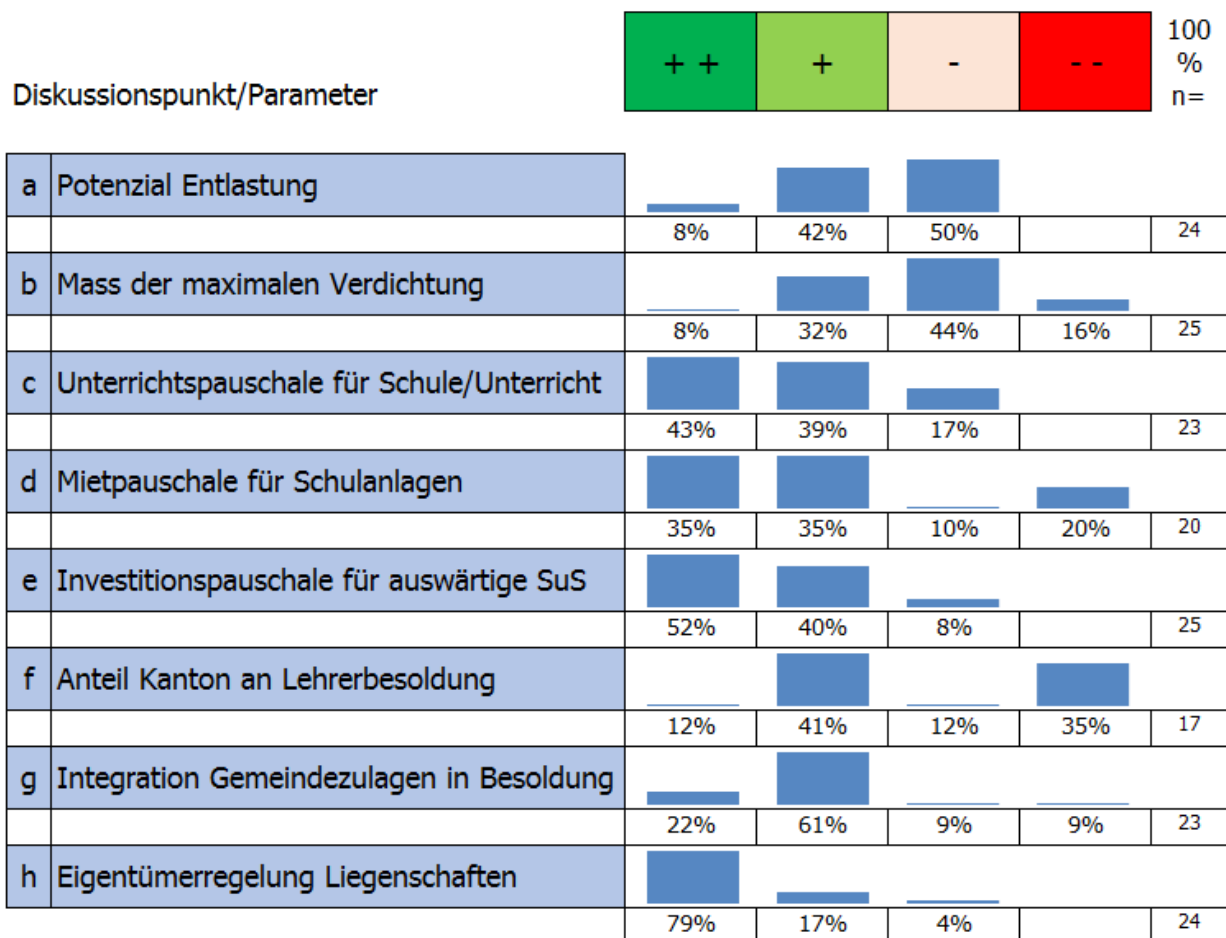 Diskussionspunkt/Parameter
+ + + - - - 100
%
n=
a Potenzial Entlastung
8% 42% 50% 24
b Mass der maximalen Verdichtung
8% 32% 44% 16% 25
c Unterrichtspauschale für Schule/Unterricht
43% 39% 17% 23
d Mietpauschale für Schulanlagen
35% 35% 10% 20% 20
e Investitionspauschale für auswärtige SuS
52% 40% 8% 25
f Anteil Kanton an Lehrerbesoldung
12% 41% 12% 35% 17
g Integration Gemeindezulagen in Besoldung
22% 61% 9% 9% 23
h Eigentümerregelung Liegenschaften
79% 17% 4% 24